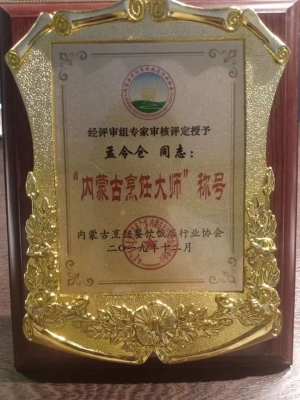 经评审组专家审核评定授予
孟令仓 同志：
“内蒙古烹饪大师”称号
内蒙古烹饪餐饮饭店行业协会
二〇一九年十二月